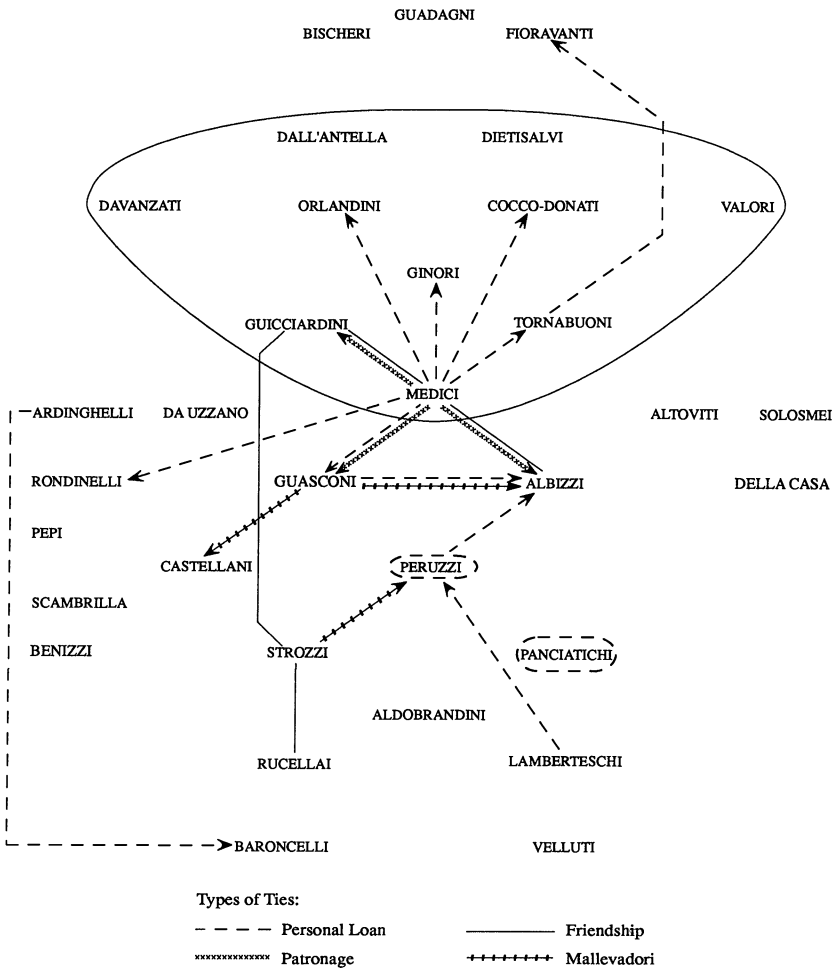 GUADAGNI
BISCHERI FIORAVANTI
DALL'ANTELLA DIETISALVI
DAVANZATI ORLANDINI COCCO-DONATI VALORI
GINORI
GUICCIARDINI TORNABUONI
MEDICI
ARDINGHELLI DA UZZANO ALTOVITI SOLOSMEI
RONDINELLI GUASCONI ALBIZZI DELLA CASA
PEPI
CASTELLANI PERUZZI
SCAMBRILLA
BENIZZI STROZZI PANCIATICHI
ALDOBRANDINI
RUCELLAI LAMBERTESCHI
BARONCELLI VELLUTI
Types of Ties:
Personal Loan Friendship
Patronage Mallevadori